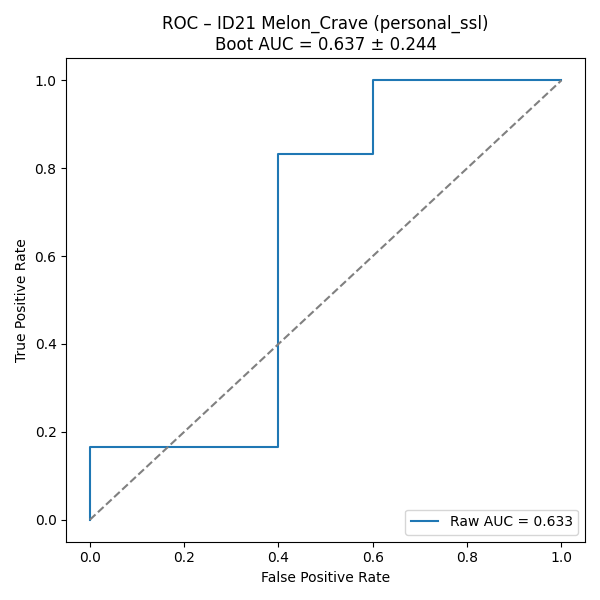 ROC – ID21 Melon_Crave (personal_ssl)
Boot AUC = 0.637 ± 0.244
1.0
0.8
0.6
0.4
0.2
0.0
True Positive Rate
Raw AUC = 0.633
0.0 0.2 0.4 0.6 0.8 1.0
False Positive Rate